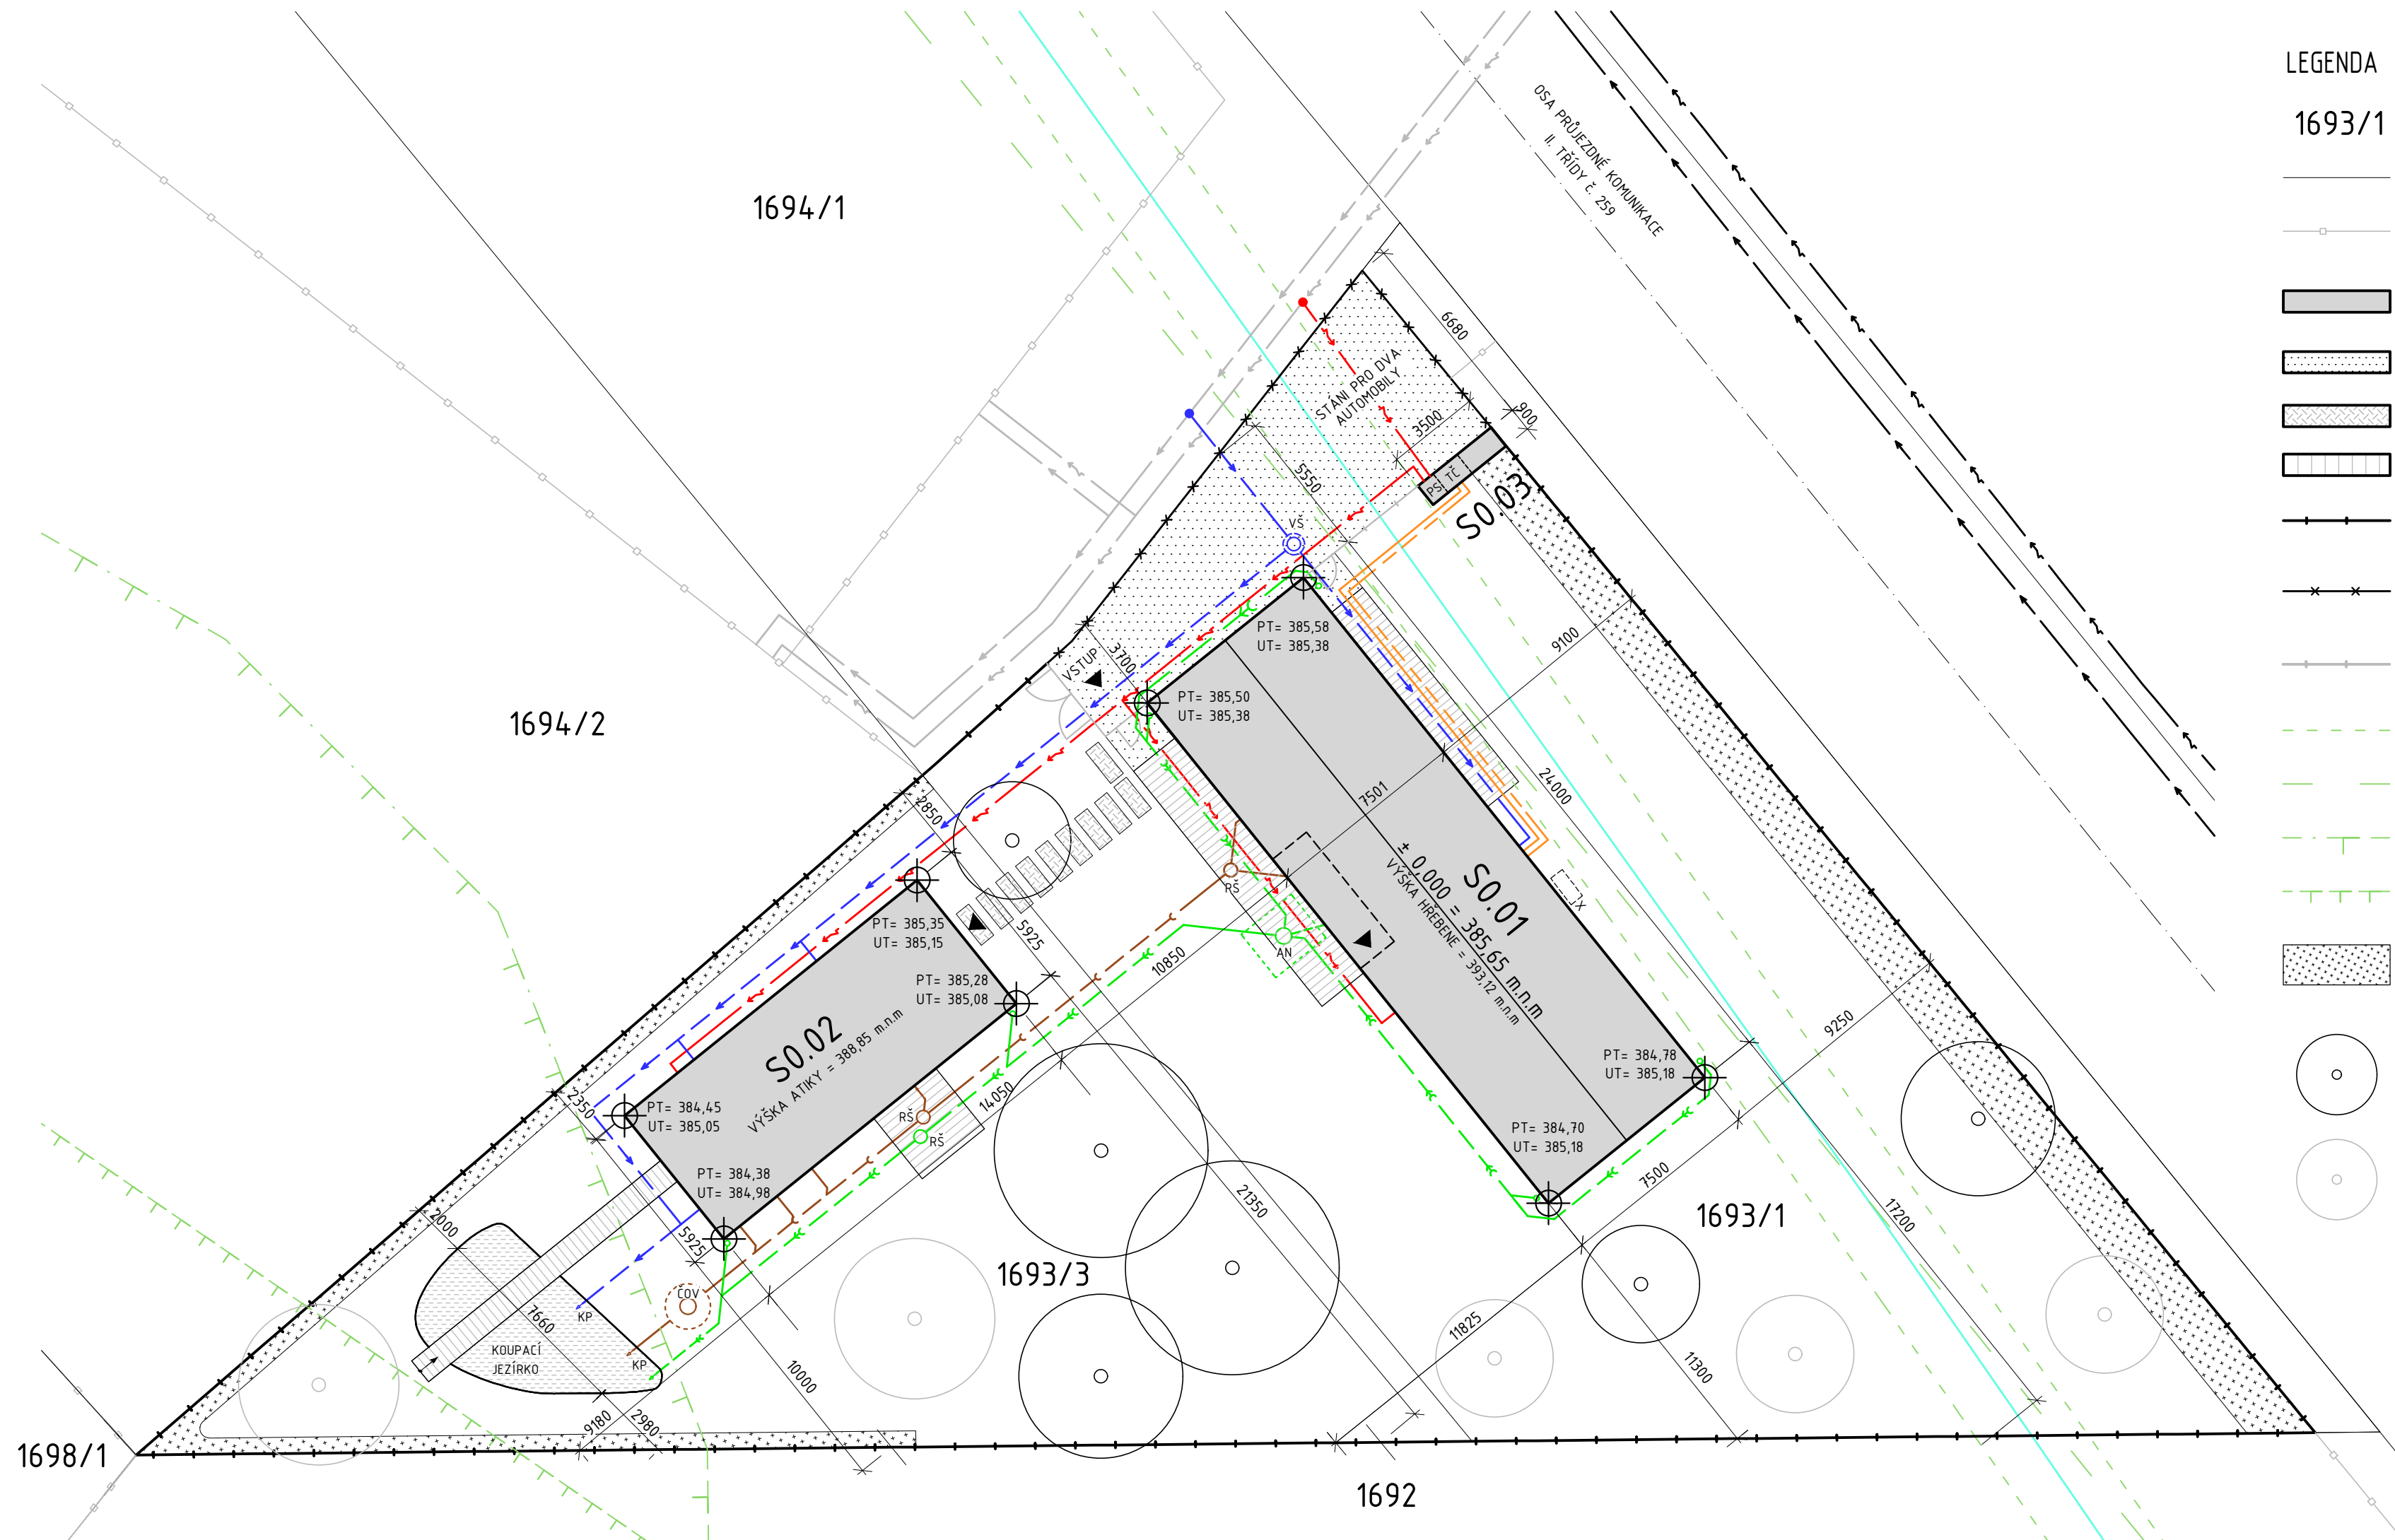 LEGENDA
1693/1
OSA PRŮJEZDNÉ KOMUNIKACE
II. TŘÍDY č. 259
1694/1
6680
900
STÁNÍ PRO DVA
AUTOMOBILY
3500
5550
PS. TČ
S0.03
VŠ
PT= 385,58
UT= 385,38
9100
VSTUP
3700
PT= 385,50
UT= 385,38
1694/2
2850
7501
24000
RŠ
S0.01
± 0,000 = 385,65 m.n.m
VÝŠKA HŘEBENE = 393,12 m.n.m
PT= 385,35
UT= 385,15
5925
AN
10850
PT= 385,28
UT= 385,08
S0.02
VÝŠKA ATIKY = 388,85 m.n.m
9250
PT= 384,78
UT= 385,18
2350
PT= 384,45
UT= 385,05
14050
RŠ
RŠ
PT= 384,70
UT= 385,18
PT= 384,38
UT= 384,98
7500
21350
17200
1693/1
2000
5925
1693/3
ČOV
KP
7660
KOUPACÍ
JEZÍRKO
KP
11825
11300
10000
9180
2980
1698/1
1692